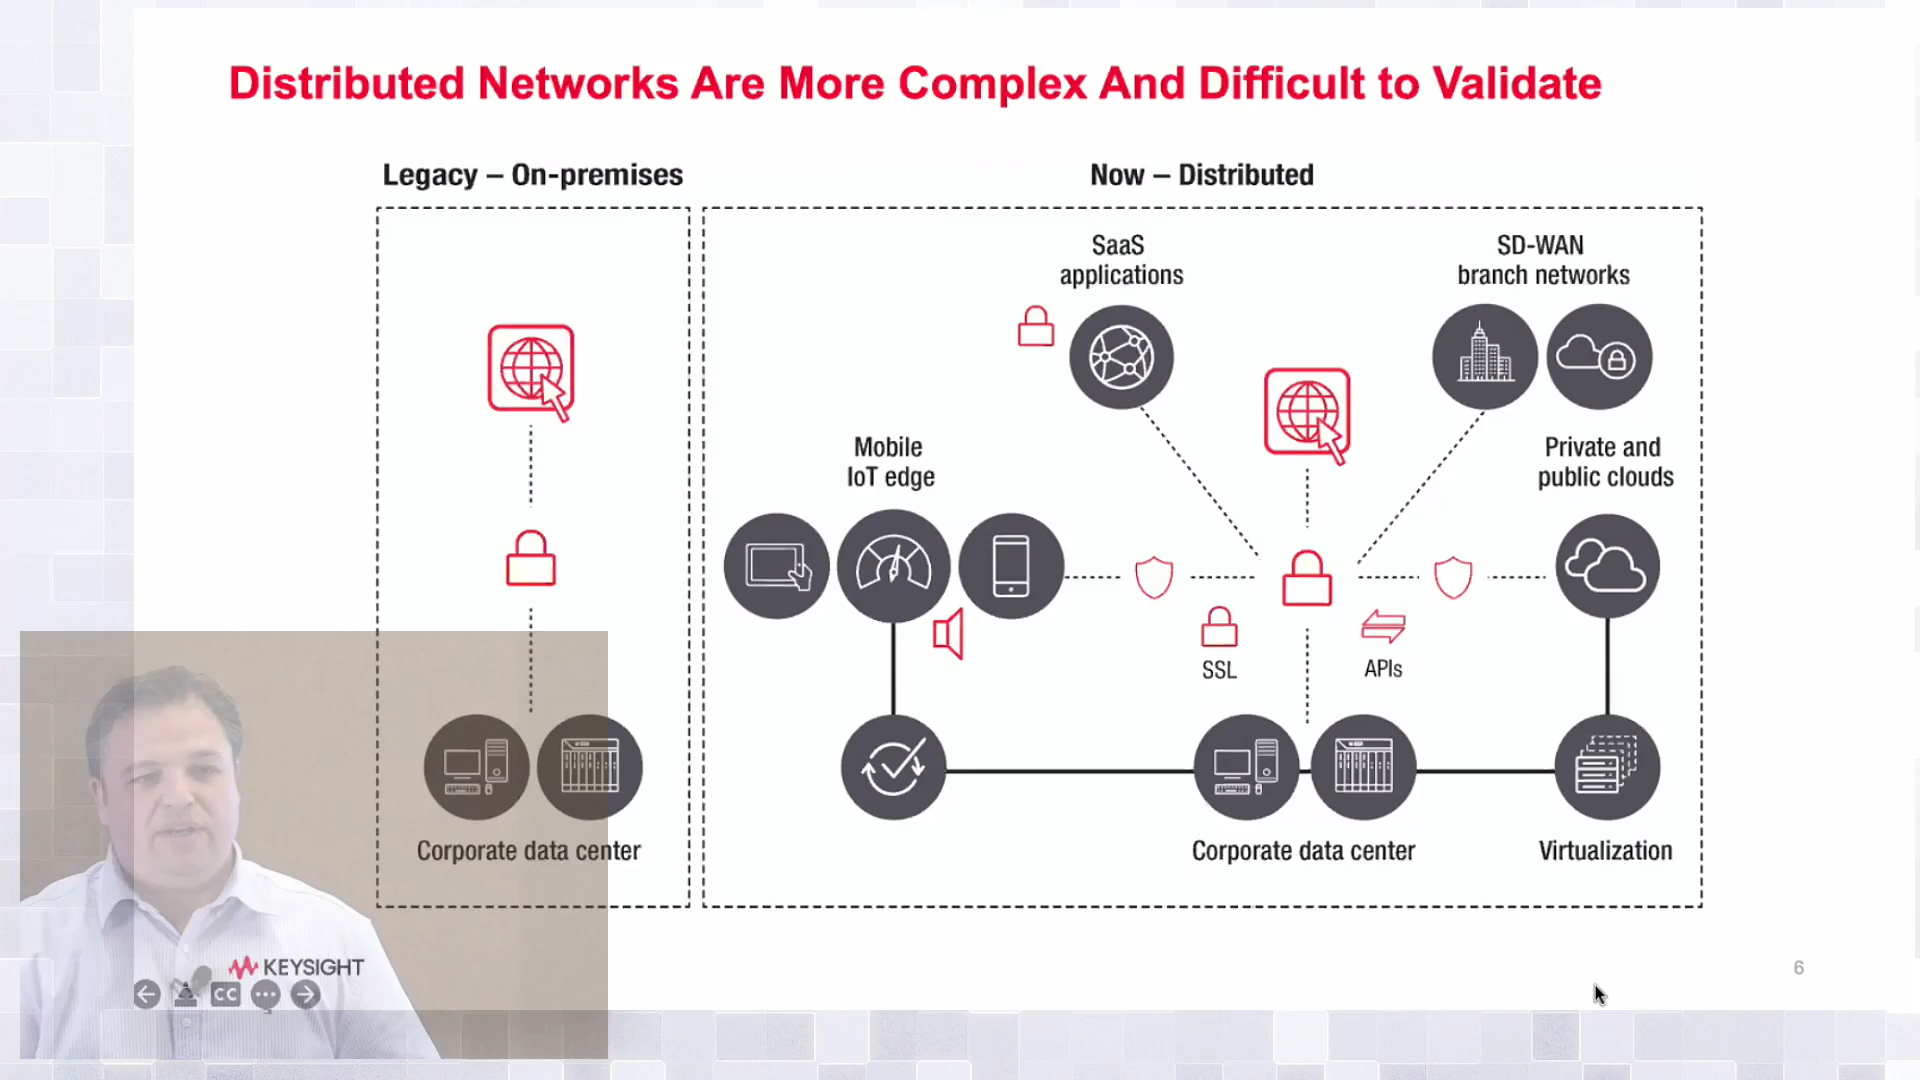 Distributed Networks Are More Complex And Difficult to Validate
Legacy – On-premises
Now – Distributed
SaaS
applications
SD-WAN
branch networks
Mobile
IoT edge
Private and
public clouds
SSL
APIs
Corporate data center
Corporate data center
Virtualization
KEYSIGHT
CC
6